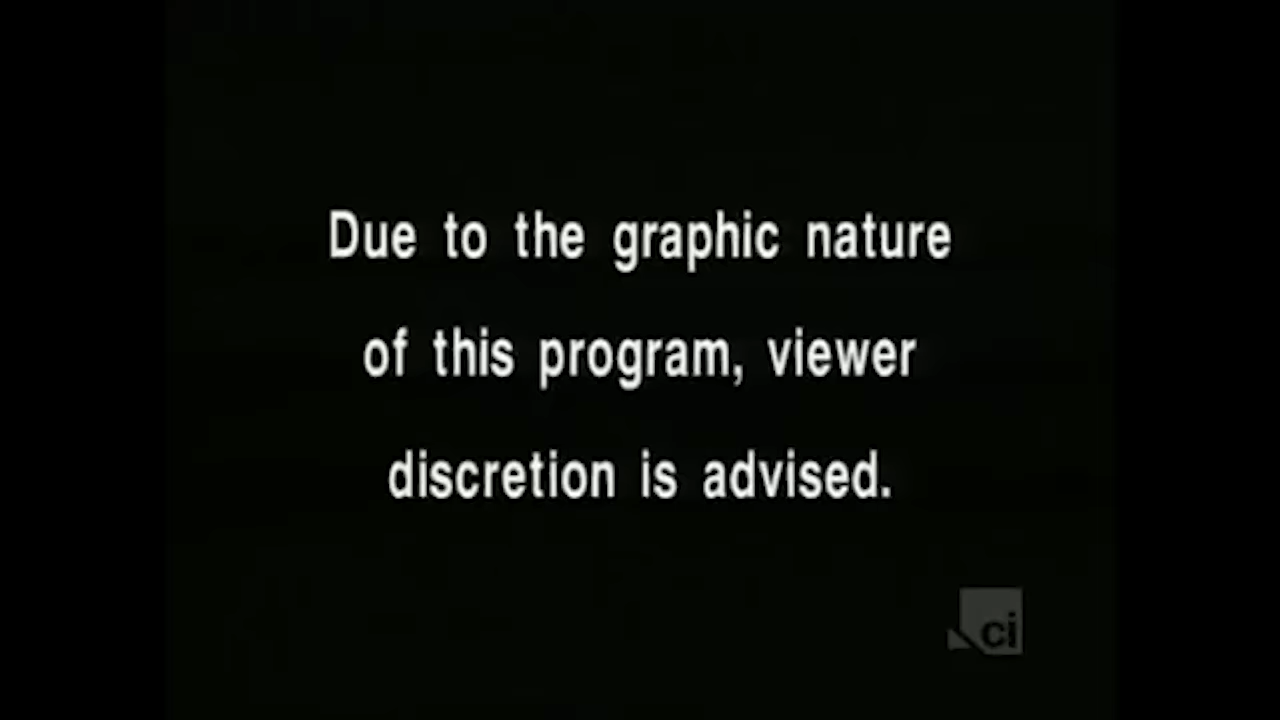 Due to the graphic nature
of this program, viewer
discretion is advised.
ci